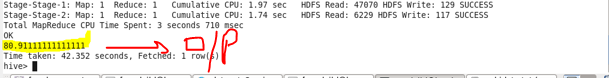 Stage-Stage-1: Map: 1  Reduce: 1   Cumulative CPU: 1.97 sec   HDFS Read: 47070 HDFS Write: 129 SUCCESS
Stage-Stage-2: Map: 1  Reduce: 1   Cumulative CPU: 1.74 sec   HDFS Read: 6229 HDFS Write: 117 SUCCESS
Total MapReduce CPU Time Spent: 3 seconds 710 msec
OK
80.91111111111111 O/P
Time taken: 42.352 seconds, Fetched: 1 row(s)
hive>